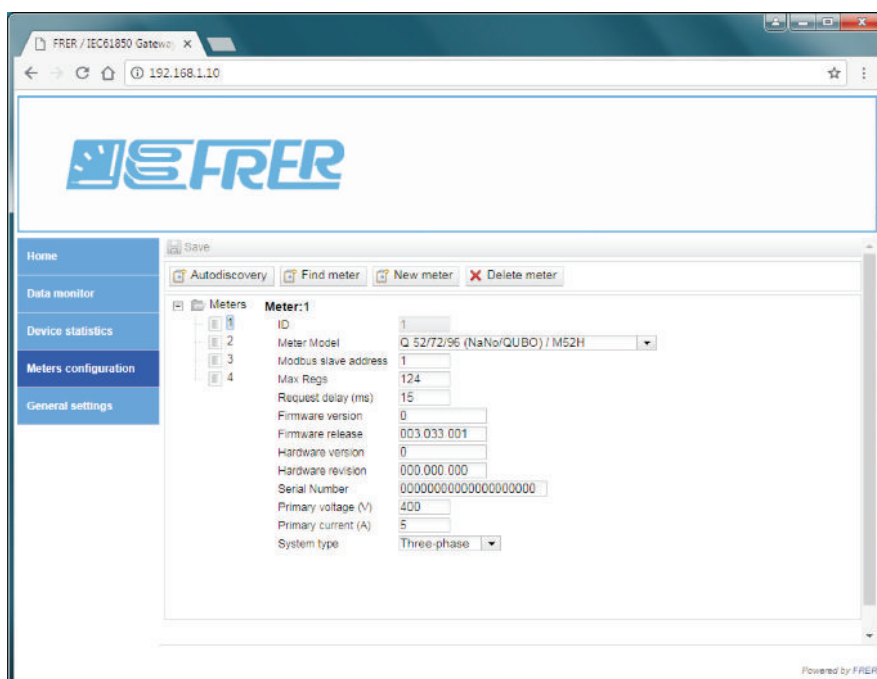 FRER / IEC61850 Gateway
192.168.1.10
FRER
Home
Data monitor
Device statistics
Meters configuration
General settings
Save
Autodiscovery Find meter New meter Delete meter
Meters
1
2
3
4
Meter:1
ID 1
Meter Model Q 52/72/96 (NaNo/QUBO) / M52H
Modbus slave address 1
Max Regs 124
Request delay (ms) 15
Firmware version 0
Firmware release 003.033.001
Hardware version 0
Hardware revision 000.000.000
Serial Number 00000000000000000000
Primary voltage (V) 400
Primary current (A) 5
System type Three-phase
Powered by FRER